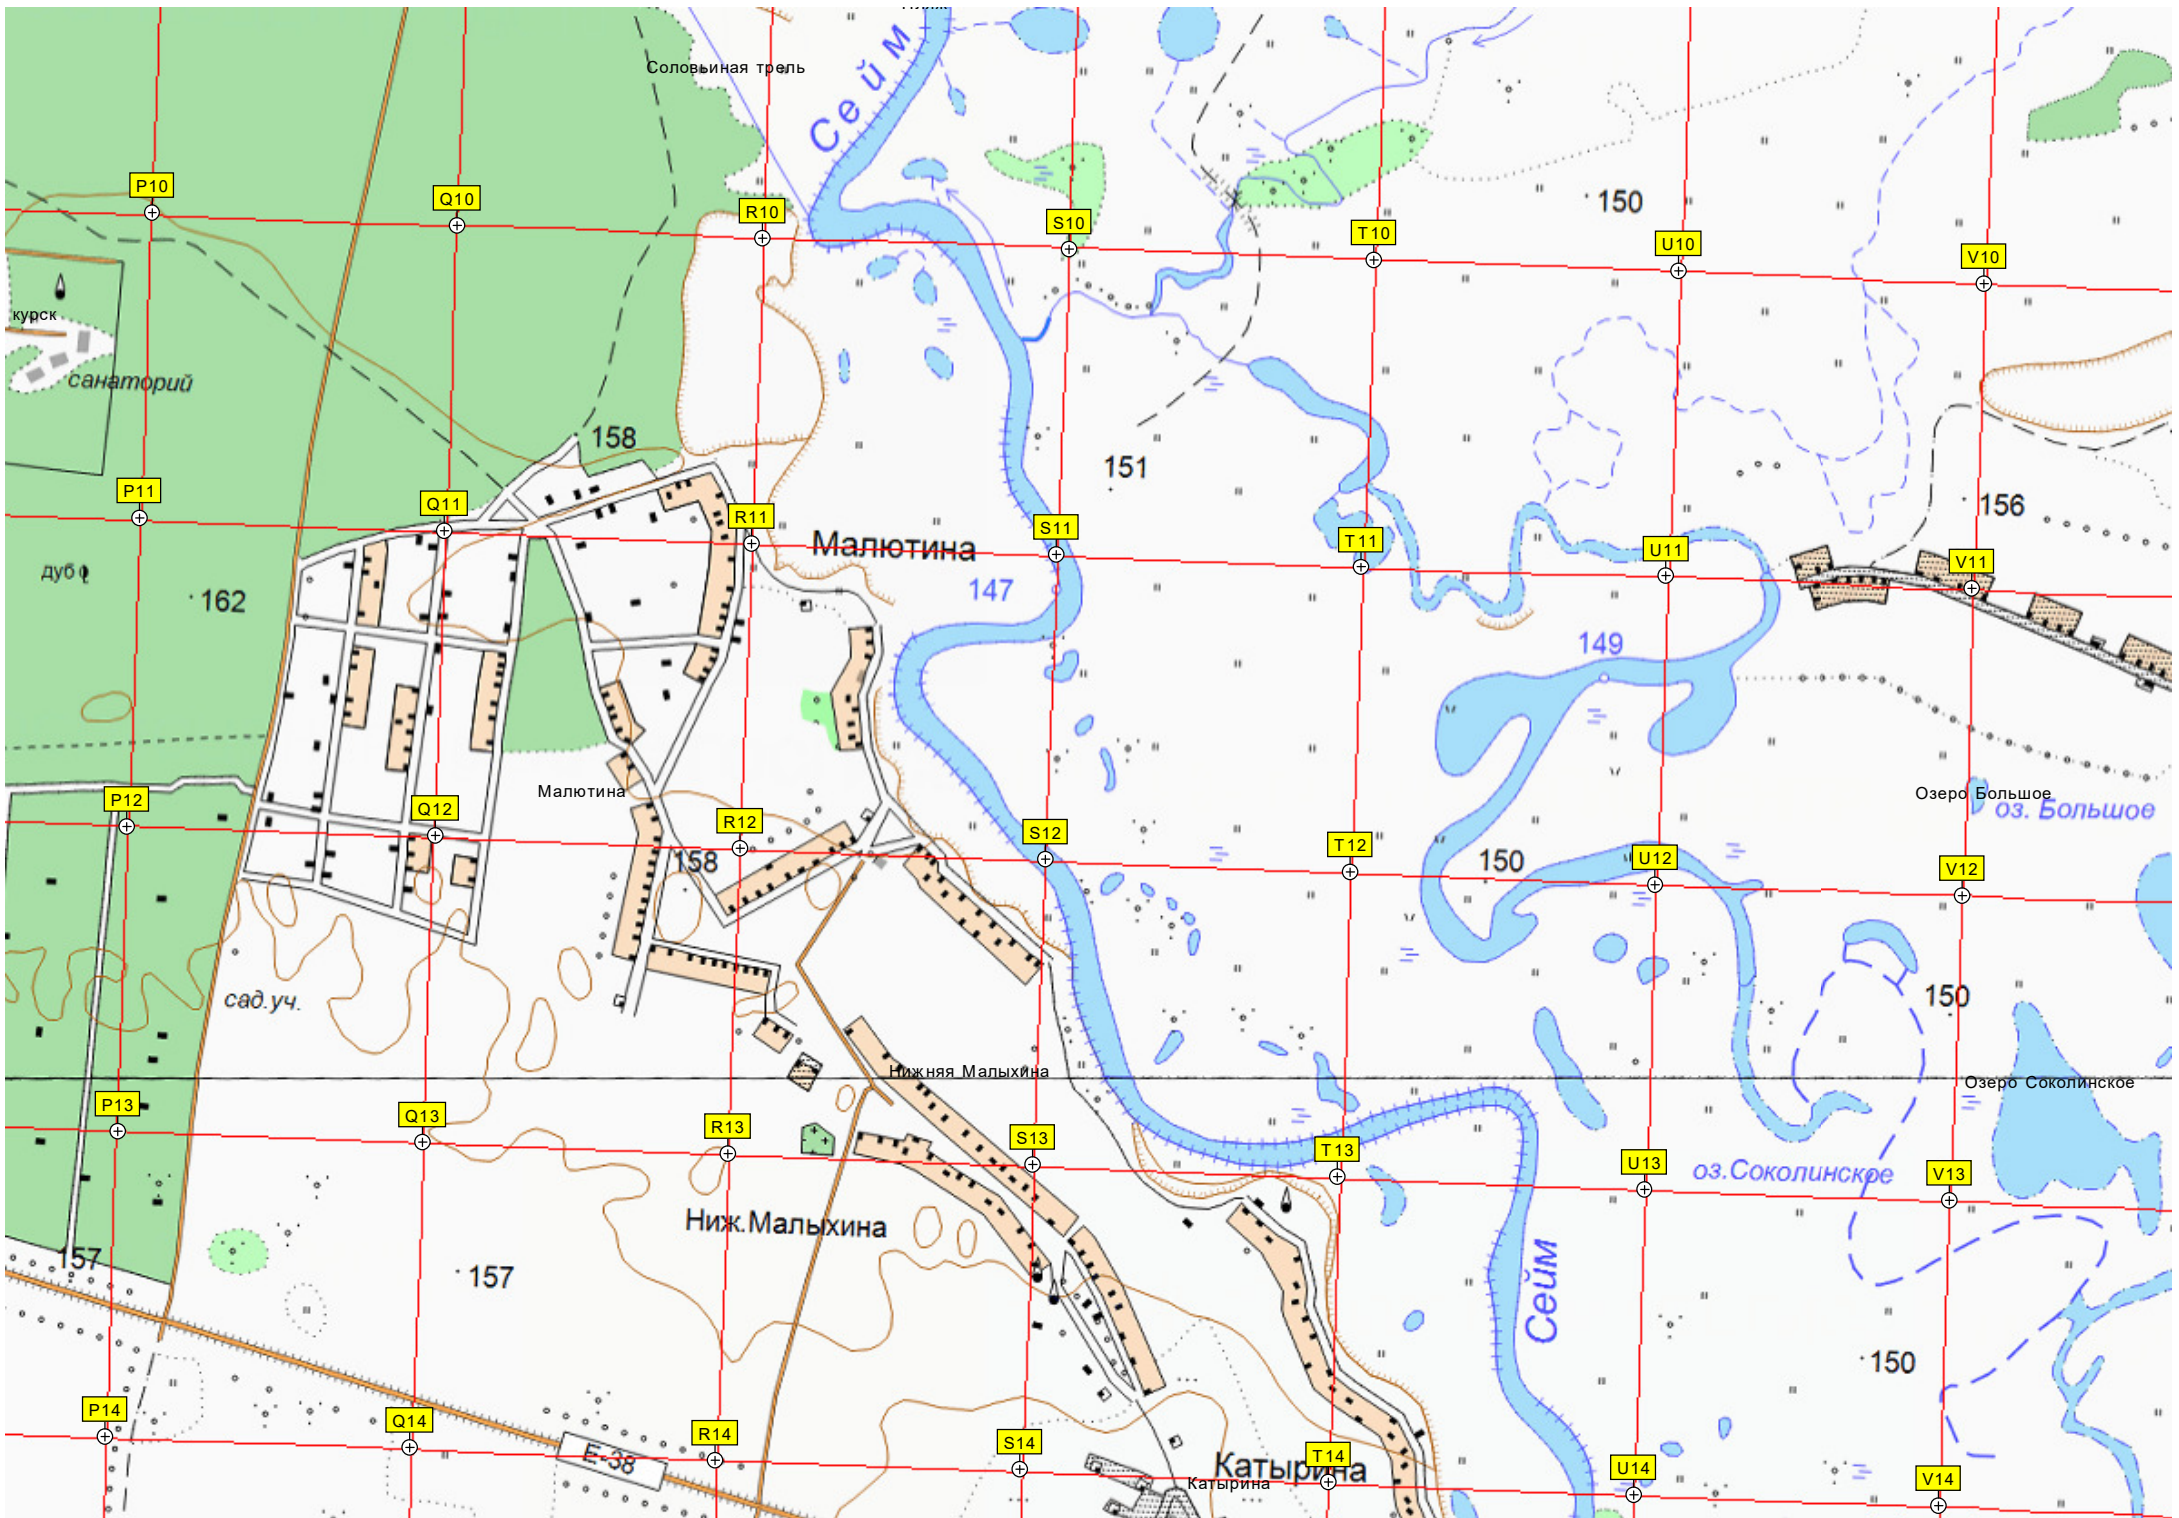 Соловьиная трель
Сейм
P10
Q10
R10
S10
T10
U10
V10
150
курск
санаторий
158
151
156
P11
Q11
R11
S11
T11
U11
V11
Малютина
147
дуб
162
149
Малютина
Озеро Большое
оз. Большое
P12
Q12
R12
S12
T12
U12
V12
158
150
150
сад.уч.
Нижняя Малыхина
Озеро Соколинское
P13
Q13
R13
S13
T13
U13
V13
оз.Соколинское
Ниж.Малыхина
157
157
Сейм
150
P14
Q14
R14
S14
T14
U14
V14
E-38
Катырина
Катырина